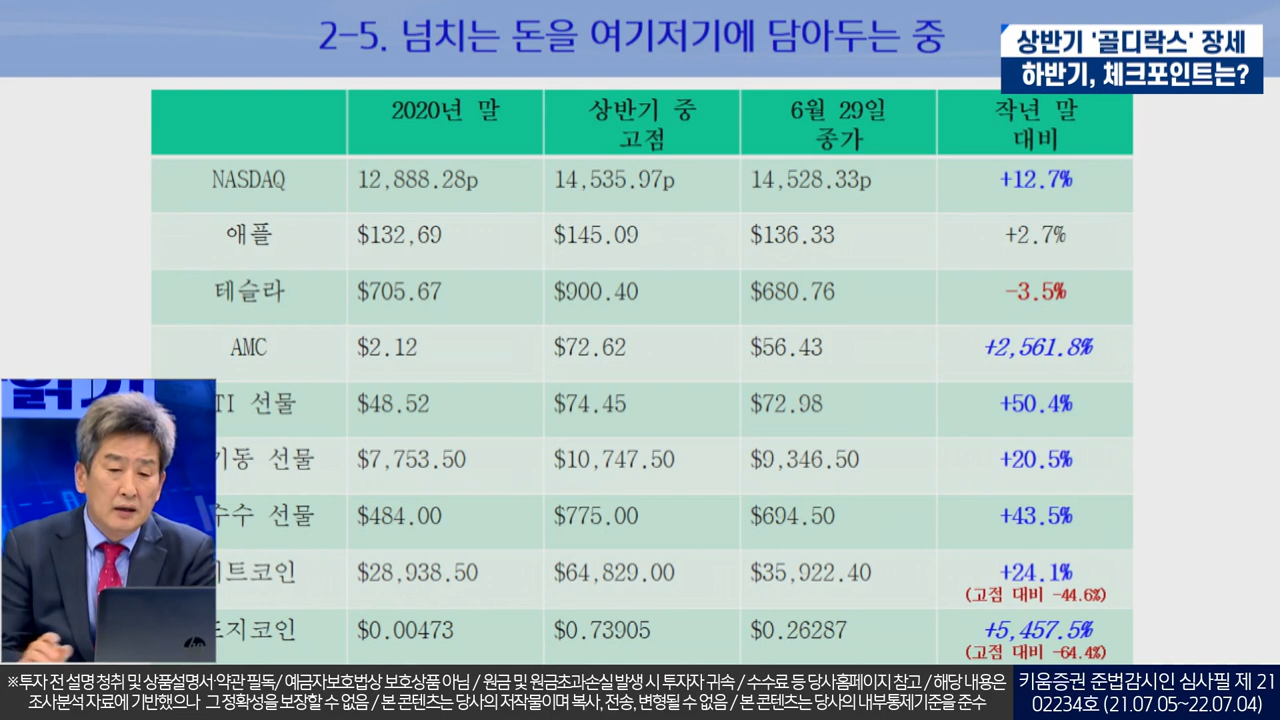 2-5. 넘치는 돈을 여기저기에 담아두는 중
상반기 '골디락스' 장세
하반기, 체크포인트는?
2020년 말 상반기 중 고점 6월 29일 종가 작년 말 대비
NASDAQ 12,888.28p 14,535.97p 14,528.33p +12.7%
애플 $132,69 $145.09 $136.33 +2.7%
테슬라 $705.67 $900.40 $680.76 -3.5%
AMC $2.12 $72.62 $56.43 +2,561.8%
TI 선물 $48.52 $74.45 $72.98 +50.4%
선물 $7,753.50 $10,747.50 $9,346.50 +20.5%
수수 선물 $484.00 $775.00 $694.50 +43.5%
트코인 $28,938.50 $64,829.00 $35,922.40 +24.1%
(고점 대비 -44.6%)
지코인 $0.00473 $0.73905 $0.26287 +5,457.5%
(고점 대비 -64.4%)
※투자 전 설명 청취 및 상품설명서·약관 필독/ 예금자보호법상 보호상품 아님 / 원금 및 원금초과손실 발생 시 투자자 귀속 / 수수료 등 당사홈페이지 참고 / 해당 내용은
조사분석 자료에 기반했으나 그 정확성을 보장할 수 없음 / 본 콘텐츠는 당사의 저작물이며 복사, 전송, 변형될 수 없음 / 본 콘텐츠는 당사의 내부통제기준을 준수
키움증권 준법감시인 심사필 제 21
02234호 (21.07.05~22.07.04)